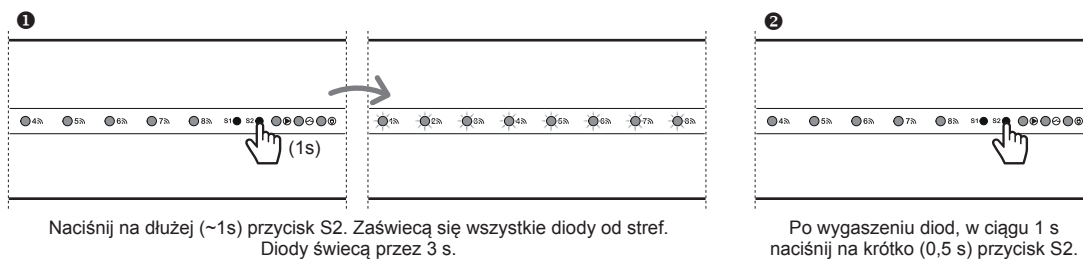 ❶
4 5 6 7 8 S1 S2
(1s)
1 2 3 4 5 6 7 8
Naciśnij na dłużej (~1s) przycisk S2. Zaświecą się wszystkie diody od stref.
Diody świecą przez 3 s.
❷
4 5 6 7 8 S1 S2
Po wygaszeniu diod, w ciągu 1 s
naciśnij na krótko (0,5 s) przycisk S2.